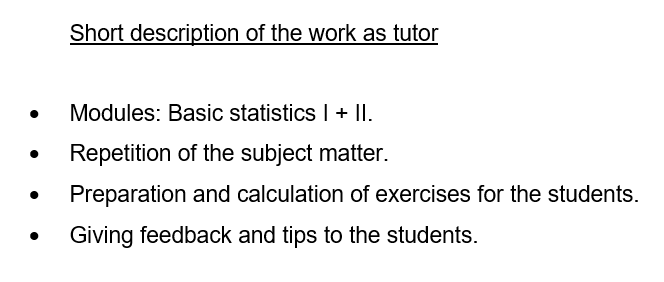 Short description of the work as tutor
• Modules: Basic statistics I + II.
• Repetition of the subject matter.
• Preparation and calculation of exercises for the students.
• Giving feedback and tips to the students.